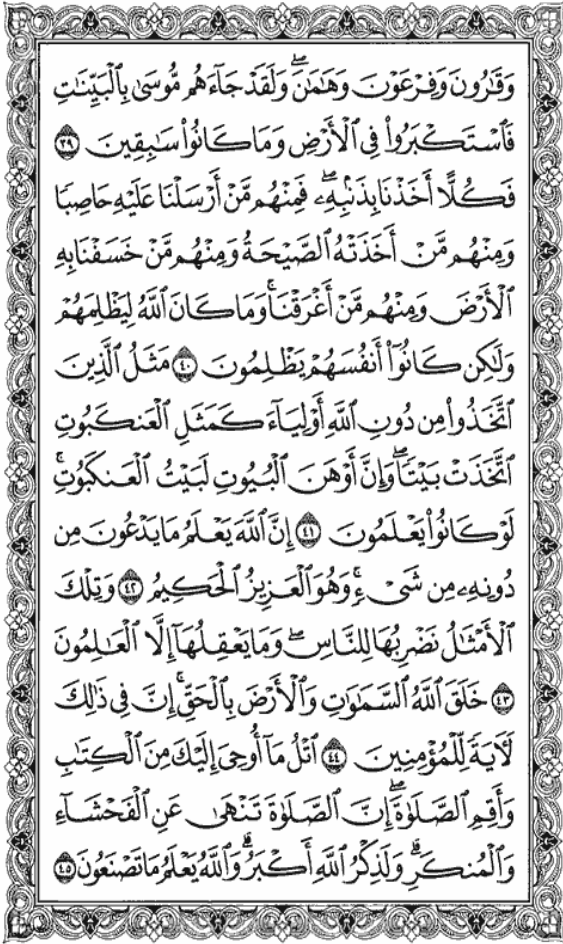 وَقَٰرُونَ وَفِرْعَوْنَ وَهَٰمَٰنَ ۖ وَلَقَدْ جَآءَهُم مُّوسَىٰ بِٱلْبَيِّنَٰتِ
فَٱسْتَكْبَرُوا۟ فِى ٱلْأَرْضِ وَمَا كَانُوا۟ سَٰبِقِينَ ٣٩
فَكُلًّا أَخَذْنَا بِذَنۢبِهِۦ ۖ فَمِنْهُم مَّنْ أَرْسَلْنَا عَلَيْهِ حَاصِبًا
وَمِنْهُم مَّنْ أَخَذَتْهُ ٱلصَّيْحَةُ وَمِنْهُم مَّنْ خَسَفْنَا بِهِ
ٱلْأَرْضَ وَمِنْهُم مَّنْ أَغْرَقْنَا ۚ وَمَا كَانَ ٱللَّهُ لِيَظْلِمَهُمْ
وَلَٰكِن كَانُوٓا۟ أَنفُسَهُمْ يَظْلِمُونَ ٤٠ مَثَلُ ٱلَّذِينَ
ٱتَّخَذُوا۟ مِن دُونِ ٱللَّهِ أَوْلِيَآءَ كَمَثَلِ ٱلْعَنكَبُوتِ
ٱتَّخَذَتْ بَيْتًا ۖ وَإِنَّ أَوْهَنَ ٱلْبُيُوتِ لَبَيْتُ ٱلْعَنكَبُوتِ ۚ
لَوْ كَانُوا۟ يَعْلَمُونَ ٤١ إِنَّ ٱللَّهَ يَعْلَمُ مَا يَدْعُونَ مِن
دُونِهِۦ مِن شَىْءٍ ۚ وَهُوَ ٱلْعَزِيزُ ٱلْحَكِيمُ ٤٢ وَتِلْكَ
ٱلْأَمْثَٰلُ نَضْرِبُهَا لِلنَّاسِ ۖ وَمَا يَعْقِلُهَآ إِلَّا ٱلْعَٰلِمُونَ
٤٣ خَلَقَ ٱللَّهُ ٱلسَّمَٰوَٰتِ وَٱلْأَرْضَ بِٱلْحَقِّ ۚ إِنَّ فِى ذَٰلِكَ
لَءَايَةً لِّلْمُؤْمِنِينَ ٤٤ ٱتْلُ مَآ أُوحِىَ إِلَيْكَ مِنَ ٱلْكِتَٰبِ
وَأَقِمِ ٱلصَّلَوٰةَ ۖ إِنَّ ٱلصَّلَوٰةَ تَنْهَىٰ عَنِ ٱلْفَحْشَآءِ
وَٱلْمُنكَرِ ۗ وَلَذِكْرُ ٱللَّهِ أَكْبَرُ ۗ وَٱللَّهُ يَعْلَمُ مَا تَصْنَعُونَ ٤٥